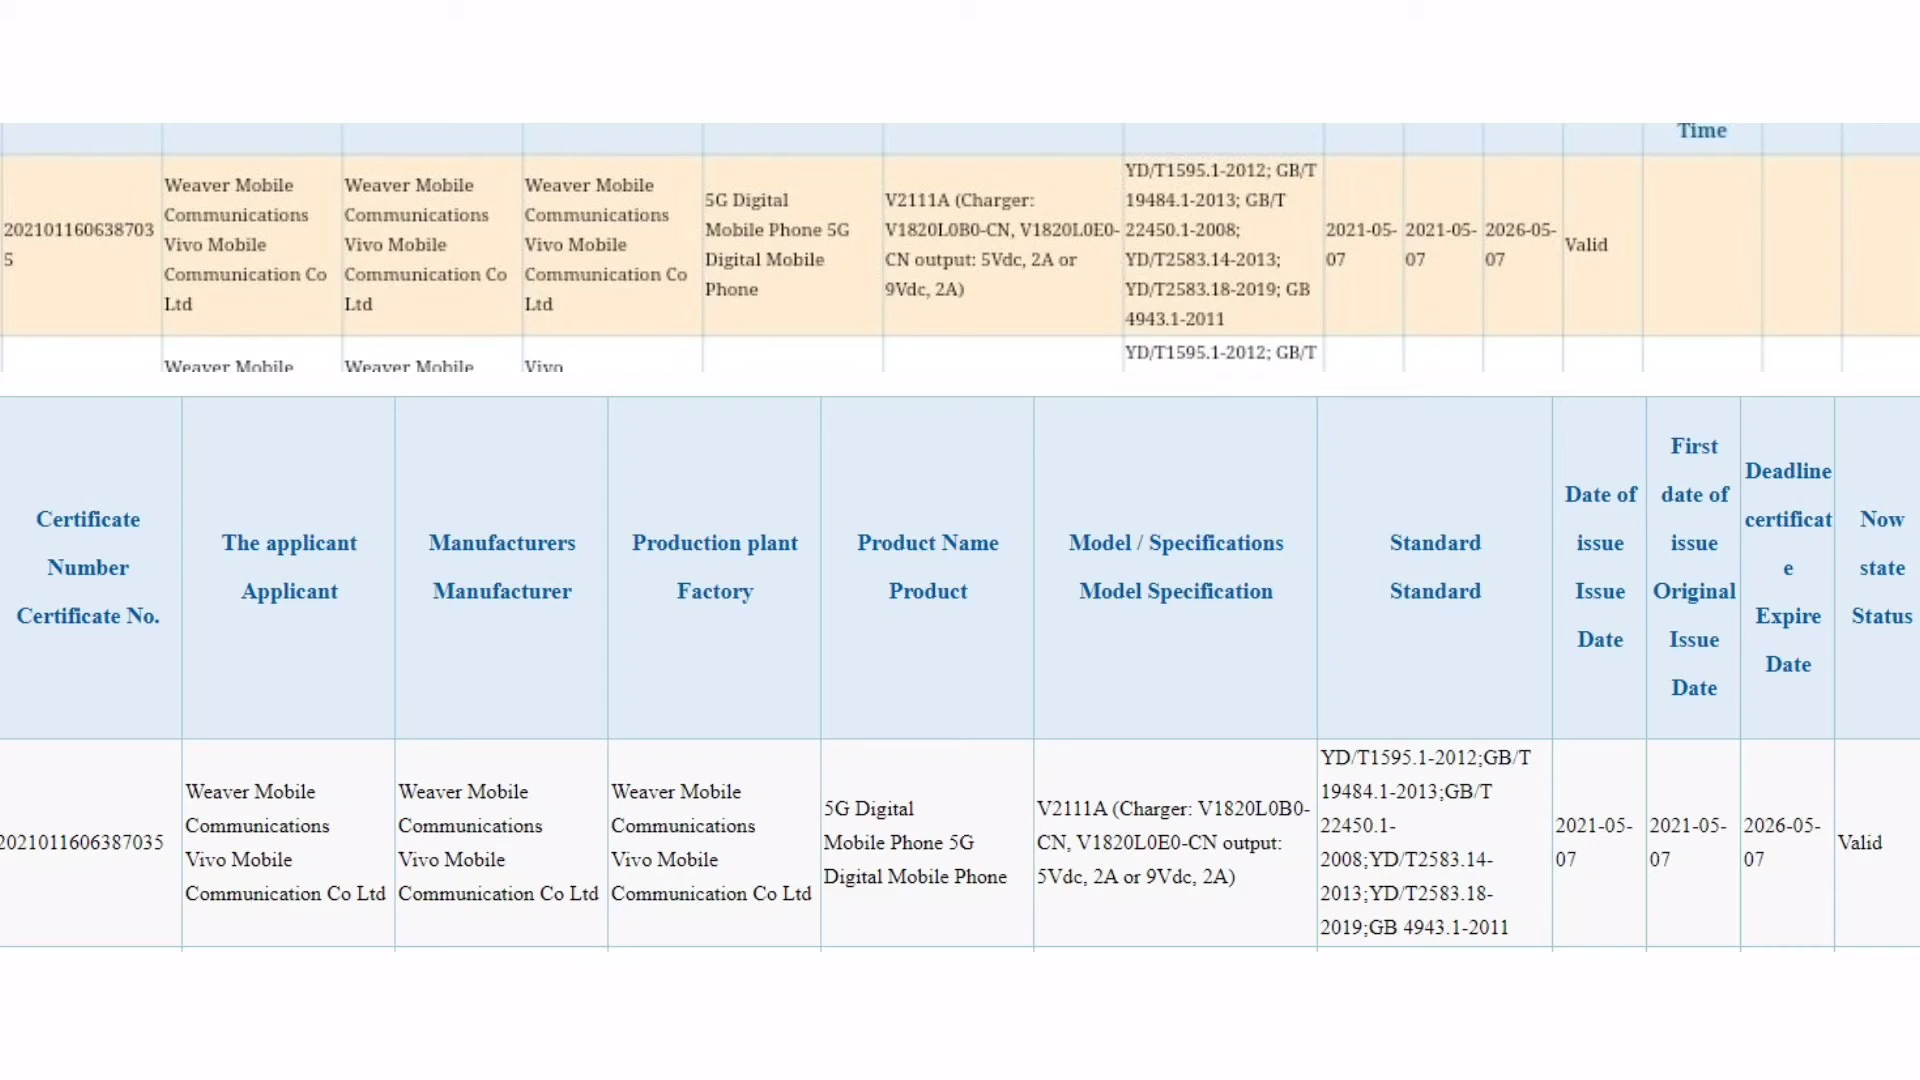 Time
202101160638703
5
Weaver Mobile
Communications
Vivo Mobile
Communication Co
Ltd
Weaver Mobile
Communications
Vivo Mobile
Communication Co
Ltd
Weaver Mobile
Communications
Vivo Mobile
Communication Co
Ltd
5G Digital
Mobile Phone 5G
Digital Mobile
Phone
V2111A (Charger:
V1820L0B0-CN, V1820L0E0-
CN output: 5Vdc, 2A or
9Vdc, 2A)
YD/T1595.1-2012; GB/T
19484.1-2013; GB/T
22450.1-2008;
YD/T2583.14-2013;
YD/T2583.18-2019; GB
4943.1-2011
2021-05-
07
2021-05-
07
2026-05-
07
Valid
Weaver Mobile
Weaver Mobile
Vivo
YD/T1595.1-2012; GB/T
Certificate
Number
Certificate No.
The applicant
Applicant
Manufacturers
Manufacturer
Production plant
Factory
Product Name
Product
Model / Specifications
Model Specification
Standard
Standard
Date of
issue
Issue
Date
First
date of
issue
Original
Issue
Date
Deadline
certificat
e
Expire
Date
Now
state
Status
2021011606387035
Weaver Mobile
Communications
Vivo Mobile
Communication Co Ltd
Weaver Mobile
Communications
Vivo Mobile
Communication Co Ltd
Weaver Mobile
Communications
Vivo Mobile
Communication Co Ltd
5G Digital
Mobile Phone 5G
Digital Mobile Phone
V2111A (Charger: V1820L0B0-
CN, V1820L0E0-CN output:
5Vdc, 2A or 9Vdc, 2A)
YD/T1595.1-2012;GB/T
19484.1-2013;GB/T
22450.1-
2008;YD/T2583.14-
2013;YD/T2583.18-
2019;GB 4943.1-2011
2021-05-
07
2021-05-
07
2026-05-
07
Valid